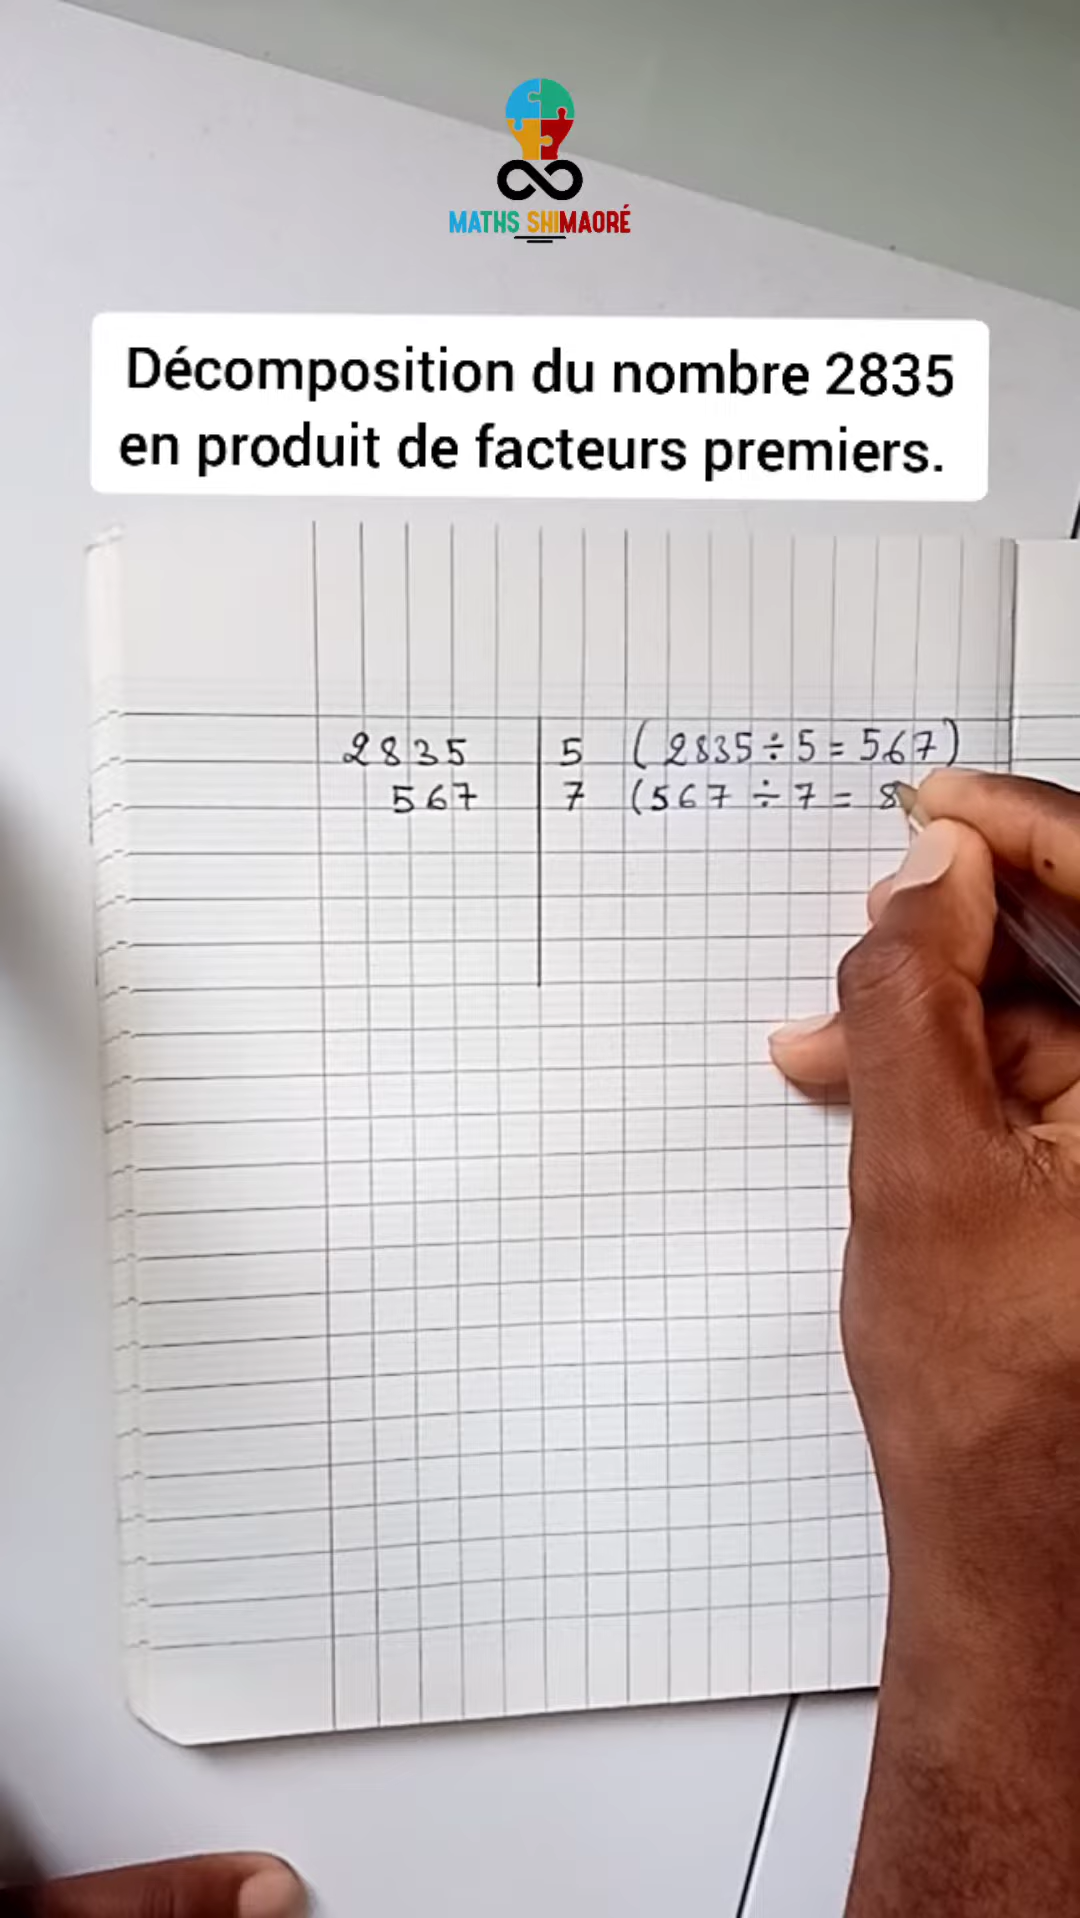 MATHS SHIMAORÉ
Décomposition du nombre 2835
en produit de facteurs premiers.
2835 5 (2835÷5=567)
567 7 (567÷7=8